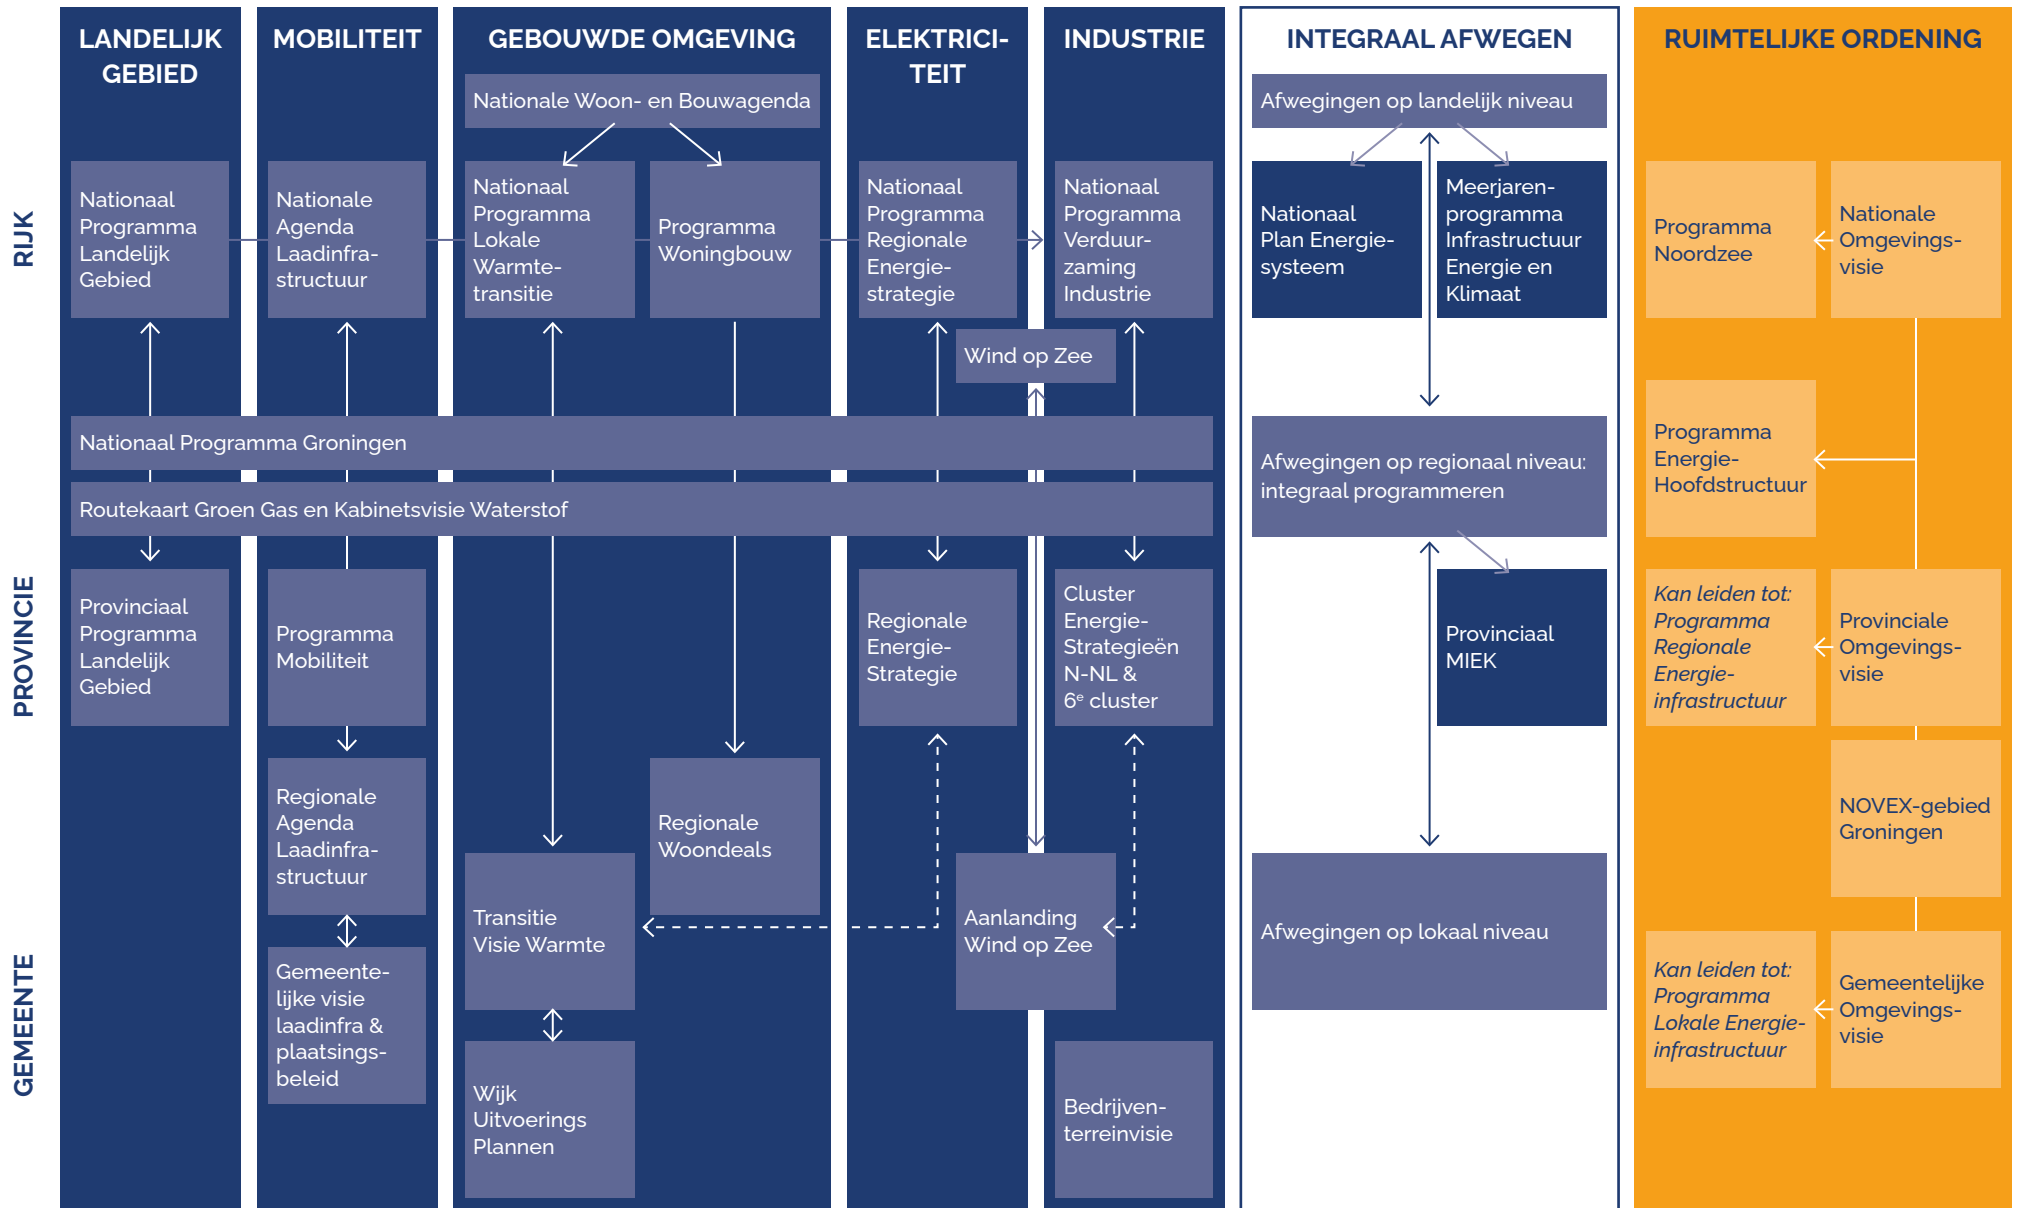 LANDELIJK
GEBIED
MOBILITEIT
GEBOUWDE OMGEVING
ELEKTRICI-
TEIT
INDUSTRIE
INTEGRAAL AFWEGEN
RUIMTELIJKE ORDENING
RIJK
Nationale Woon- en Bouwagenda
Afwegingen op landelijk niveau
Nationaal
Programma
Landelijk
Gebied
Nationale
Agenda
Laadinfra-
structuur
Nationaal
Programma
Lokale
Warmte-
transitie
Programma
Woningbouw
Nationaal
Programma
Regionale
Energie-
strategie
Nationaal
Programma
Verduur-
zaming
Industrie
Nationaal
Plan Energie-
systeem
Meerjaren-
programma
Infrastructuur
Energie en
Klimaat
Programma
Noordzee
Nationale
Omgevings-
visie
Wind op Zee
Nationaal Programma Groningen
Routekaart Groen Gas en Kabinetsvisie Waterstof
Afwegingen op regionaal niveau:
integraal programmeren
Programma
Energie-
Hoofdstructuur
PROVINCIE
Provinciaal
Programma
Landelijk
Gebied
Programma
Mobiliteit
Regionale
Energie-
Strategie
Cluster
Energie-
Strategieën
N-NL &
6e cluster
Provinciaal
MIEK
Kan leiden tot:
Programma
Regionale
Energie-
infrastructuur
Provinciale
Omgevings-
visie
Regionale
Agenda
Laadinfra-
structuur
Regionale
Woondeals
NOVEX-gebied
Groningen
GEMEENTE
Gemeente-
lijke visie
laadinfra &
plaatsings-
beleid
Transitie
Visie Warmte
Aanlanding
Wind op Zee
Afwegingen op lokaal niveau
Kan leiden tot:
Programma
Lokale Energie-
infrastructuur
Gemeentelijke
Omgevings-
visie
Wijk
Uitvoerings
Plannen
Bedrijven-
terreinvisie